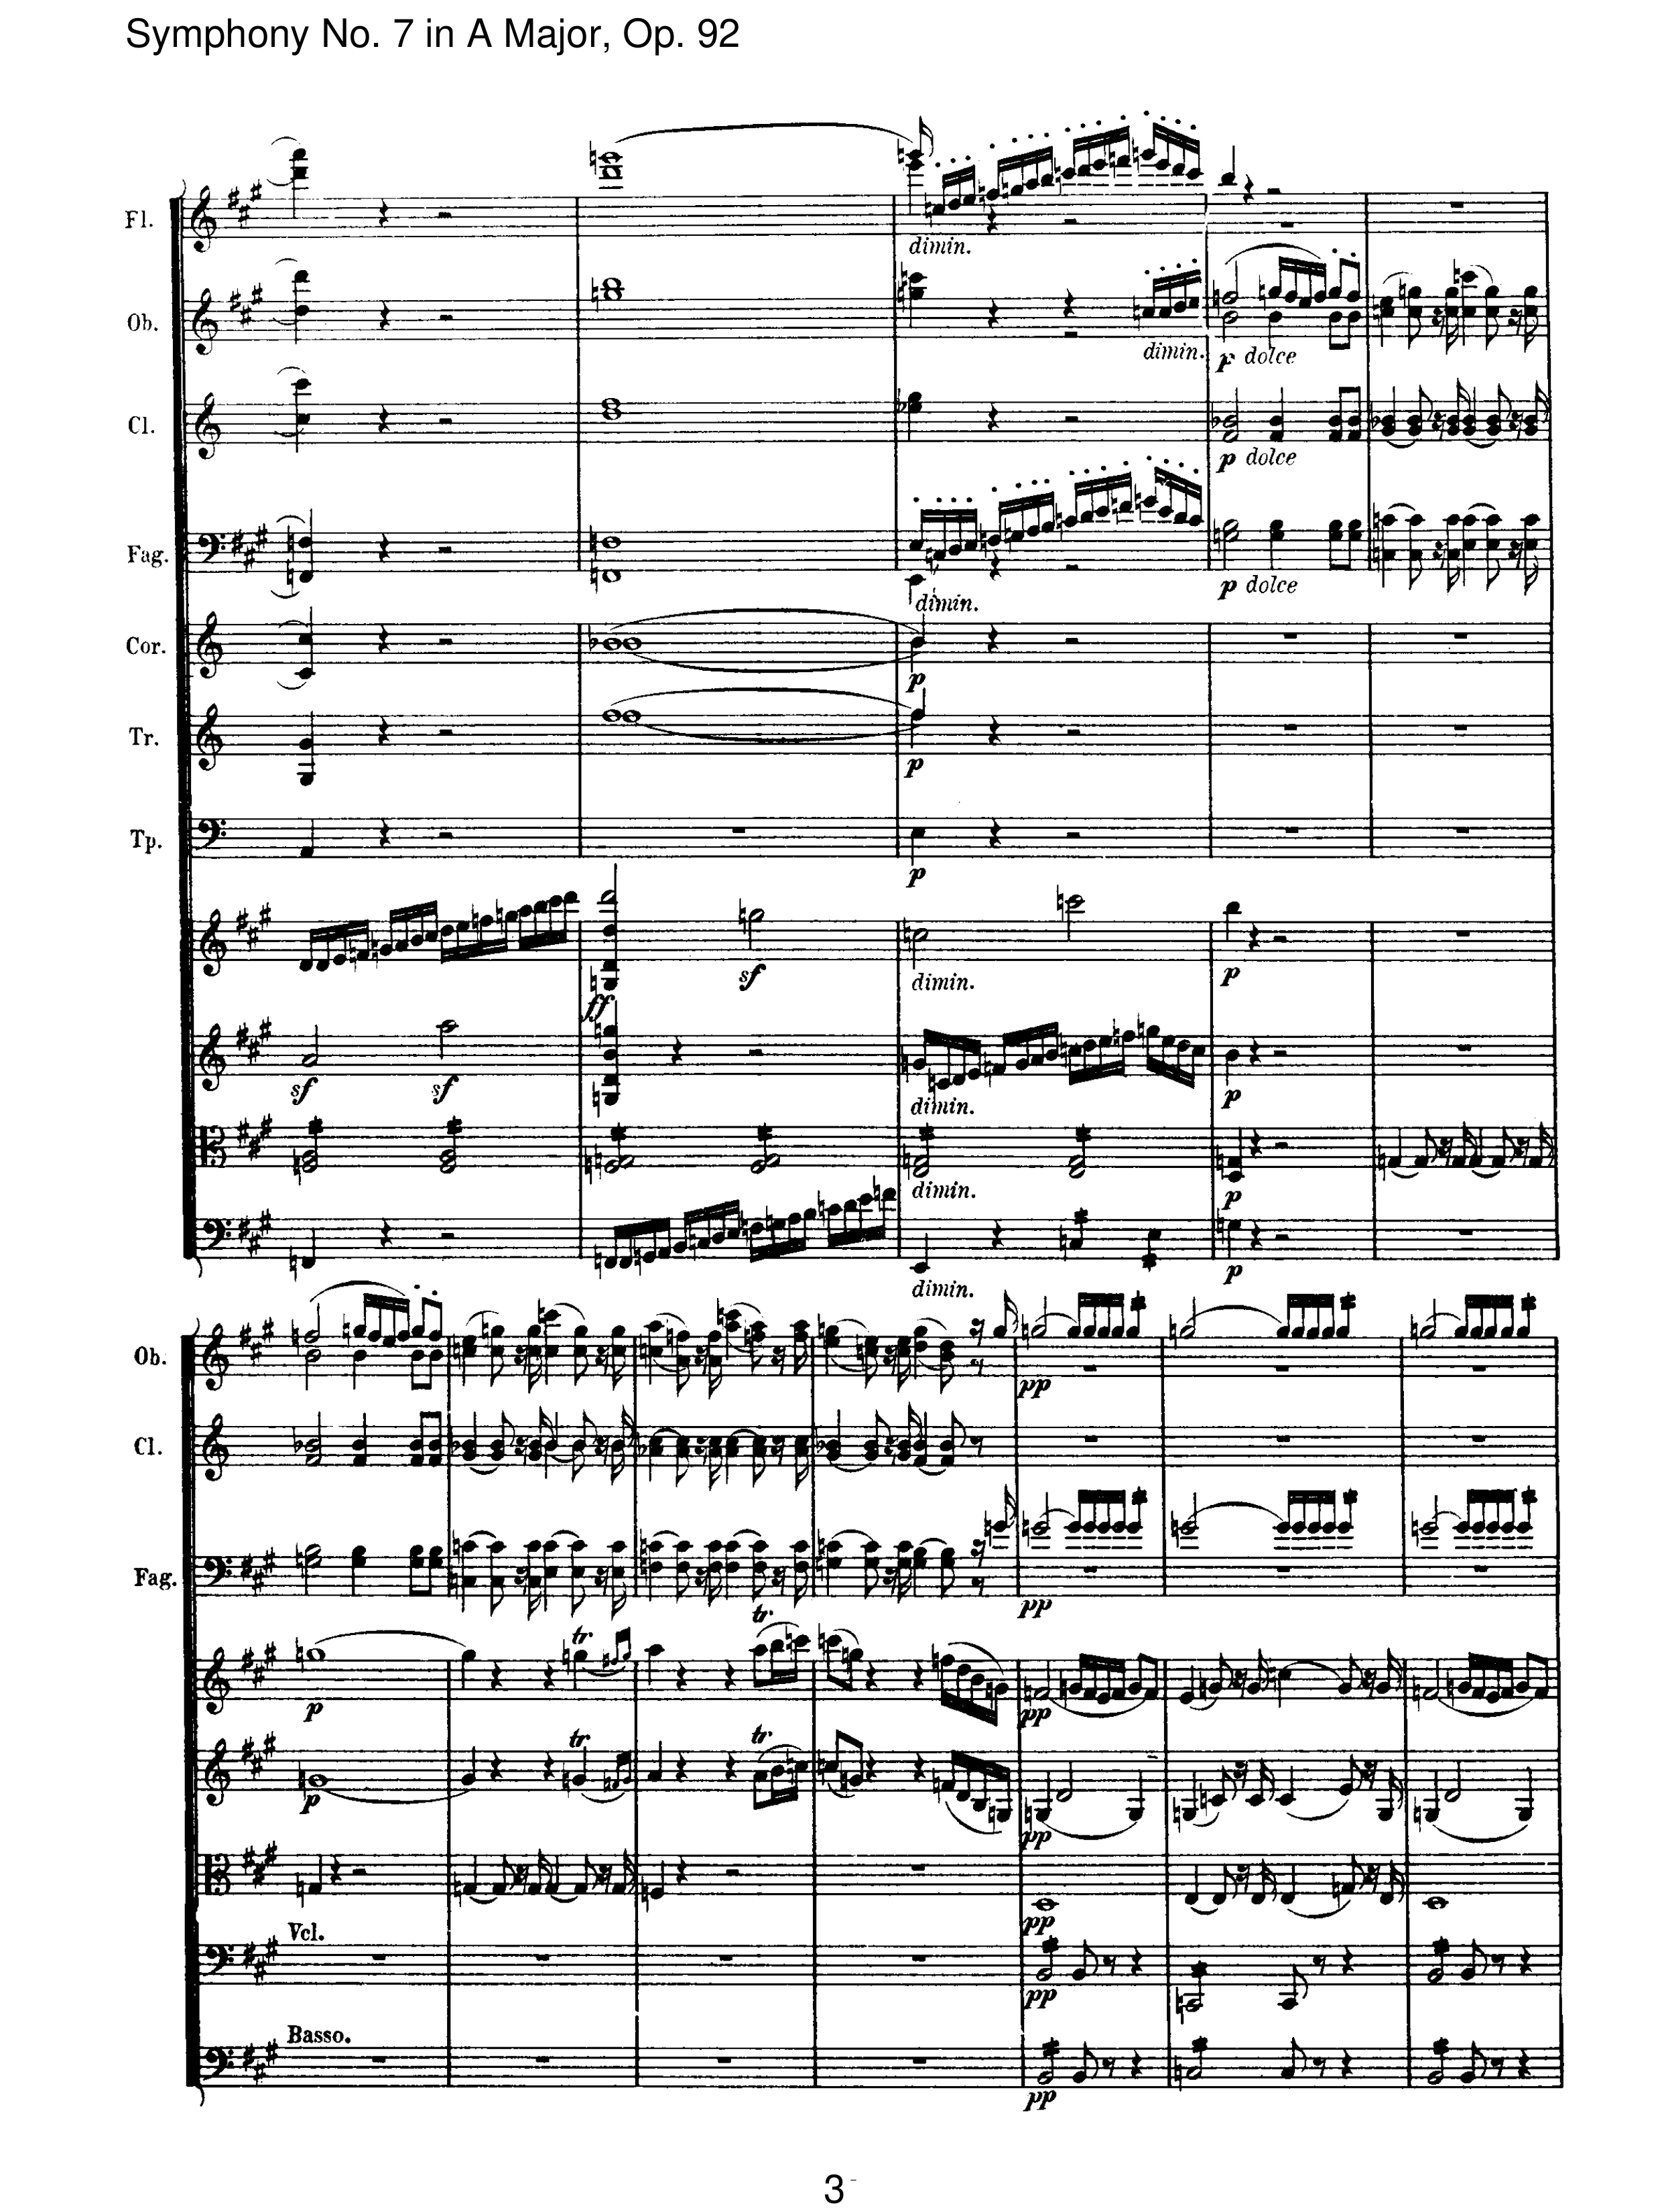 Symphony No. 7 in A Major, Op. 92
Fl.
dimin.
Ob.
dimin.
p dolce
Cl.
p dolce
Fag.
dimin.
p dolce
Cor.
p
Tr.
p
Tp.
p
ff
sf
dimin.
p
sf
sf
dimin.
p
dimin.
p
dimin.
p
Ob.
pp
Cl.
Fag.
pp
p
tr.
tr.
pp
p
tr.
tr.
pp
pp
Vcl.
pp
Basso.
pp
3